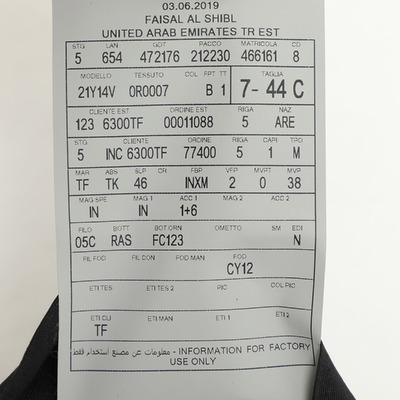 03.06.2019
FAISAL AL SHIBL
UNITED ARAB EMIRATES TR EST
STG LAN GDT PACCO MATRICOLA CD
5 654 472176 212230 466161 8
MODELLO TESSUTO COL FPT TT TAGLIA
21Y14V 0R0007 B 1 7- 44 C
CLIENTE EST ORDINE EST RIGA NAZ
123 6300TF 00011088 5 ARE
STG CLIENTE ORDINE RIGA CAPI TPO
5 INC 6300TF 77400 5 1 M
MAR ABS SLP CR FBP VFP MVPT MVP
TF TK 46 INXM 2 0 38
MAG SPE MAG 1 ACC 1 MAG 2 ACC 2
IN IN 1+6
FILO BOTT BOT ORN OMETTO SM EDI
05C RAS FC123 N
FIL FOD FIL DON FOD MAN FOD
CY12
ETI TES ETI TES 2 PIC COL PIC
ETI CLI ETI MAN ETI 1 ETI 2
TF
معلومات عن مصنع استخدام فقط - INFORMATION FOR FACTORY
USE ONLY